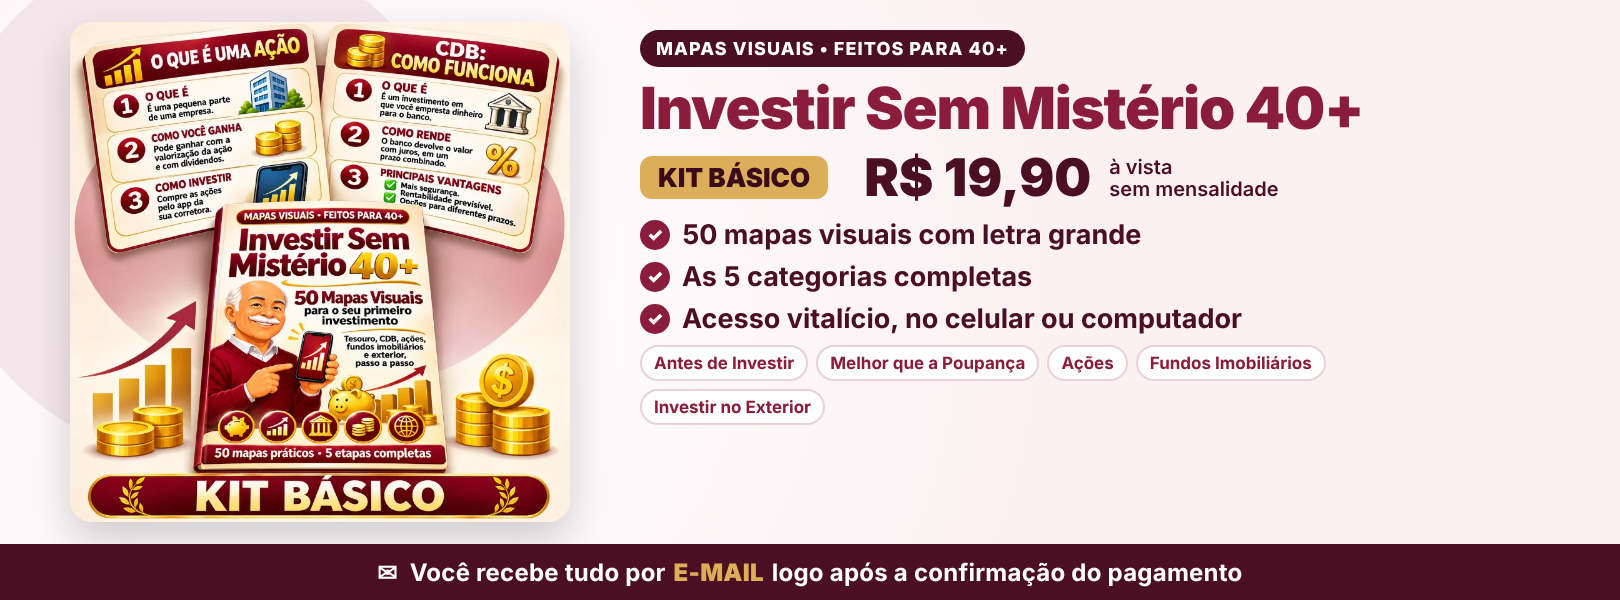 O QUE É UMA AÇÃO
1 O QUE É
É uma pequena parte
de uma empresa.
2 COMO VOCÊ GANHA
Pode ganhar com a
valorização da ação
e com dividendos.
3 COMO INVESTIR
Compre as ações
pelo app da
sua corretora.
CDB:
COMO FUNCIONA
1 O QUE É
É um investimento em
que você empresta dinheiro
para o banco.
2 COMO RENDE
O banco devolve o valor
com juros, em um
prazo combinado.
%
3 PRINCIPAIS VANTAGENS
Mais segurança.
Rentabilidade previsível.
Opções para diferentes prazos.
MAPAS VISUAIS • FEITOS PARA 40+
Investir Sem
Mistério 40+
50 Mapas Visuais
para o seu primeiro
investimento
Tesouro, CDB, ações,
fundos imobiliários
e exterior,
passo a passo
$
50 mapas práticos • 5 etapas completas
KIT BÁSICO
MAPAS VISUAIS • FEITOS PARA 40+
Investir Sem Mistério 40+
KIT BÁSICO R$ 19,90 à vista
sem mensalidade
50 mapas visuais com letra grande
As 5 categorias completas
Acesso vitalício, no celular ou computador
Antes de Investir Melhor que a Poupança Ações Fundos Imobiliários
Investir no Exterior
✉ Você recebe tudo por E-MAIL logo após a confirmação do pagamento